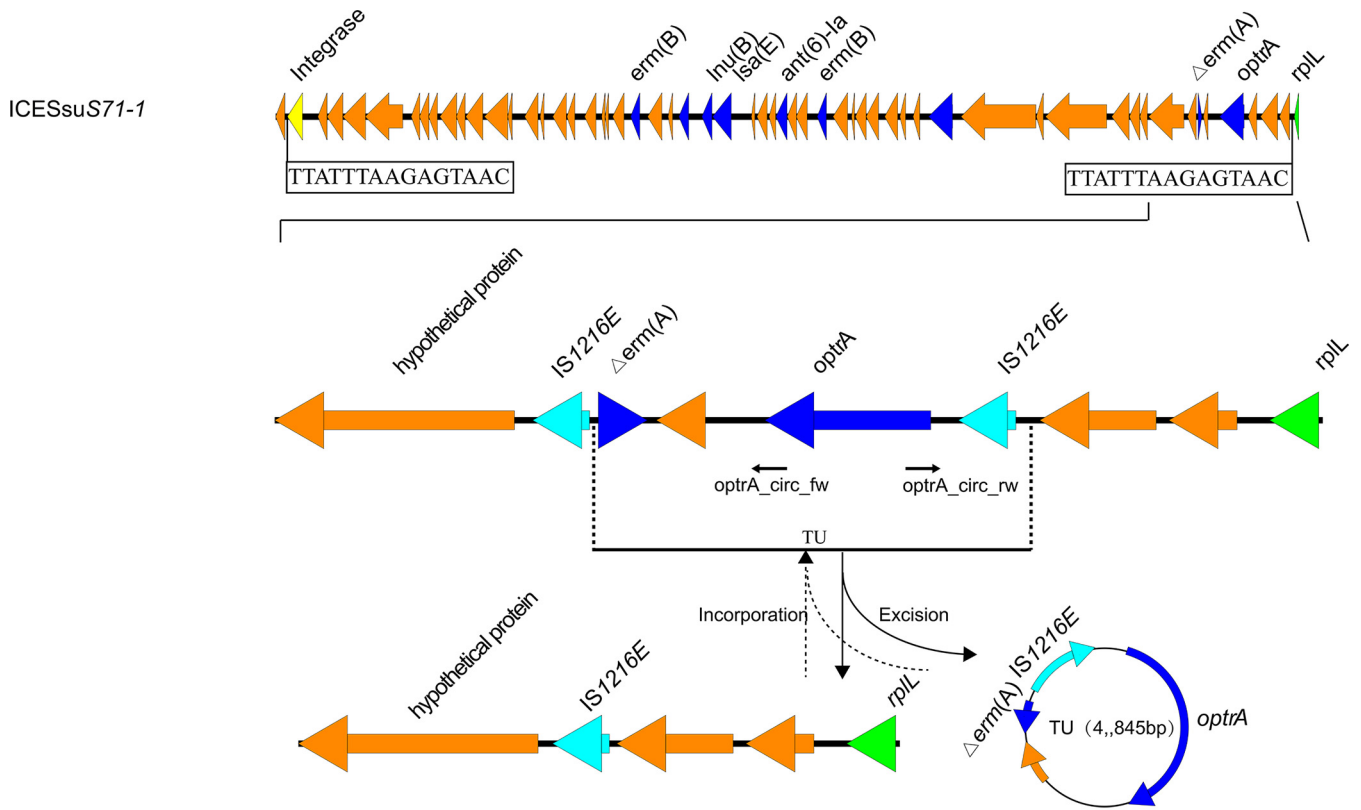 Integrase erm(B) lnu(B) lsa(E) ant(6)-Ia erm(B) △erm(A) optrA rplL
ICESsuS71-1
TTATTTAAGAGTAAC TTATTTAAGAGTAAC
hypothetical protein IS1216E △erm(A) optrA IS1216E rplL
optrA_circ_fw optrA_circ_rw
TU
Incorporation Excision
hypothetical protein IS1216E rplL
△erm(A) IS1216E optrA
TU（4,,845bp）